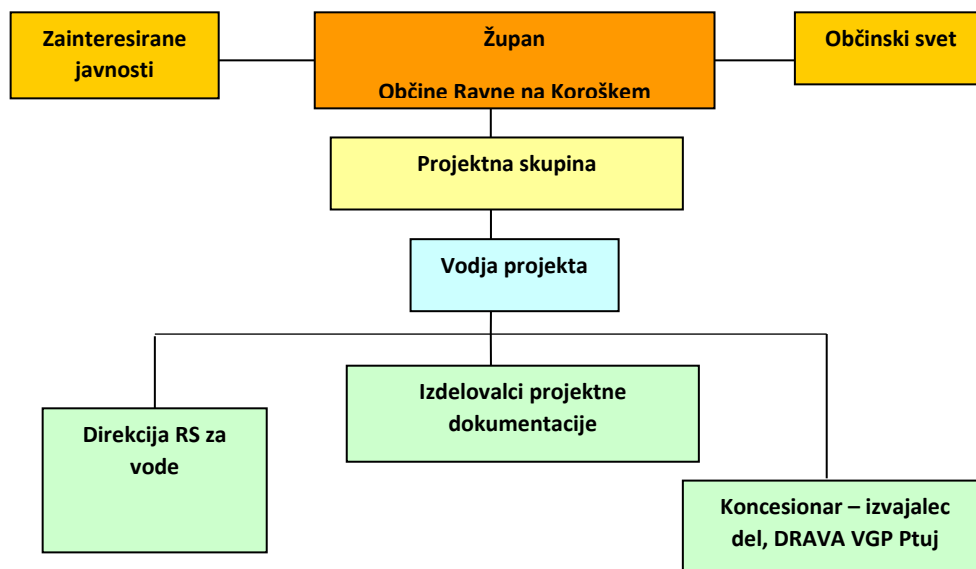 Zainteresirane
javnosti
Župan
Občine Ravne na Koroškem
Občinski svet
Projektna skupina
Vodja projekta
Direkcija RS za
vode
Izdelovalci projektne
dokumentacije
Koncesionar – izvajalec
del, DRAVA VGP Ptuj